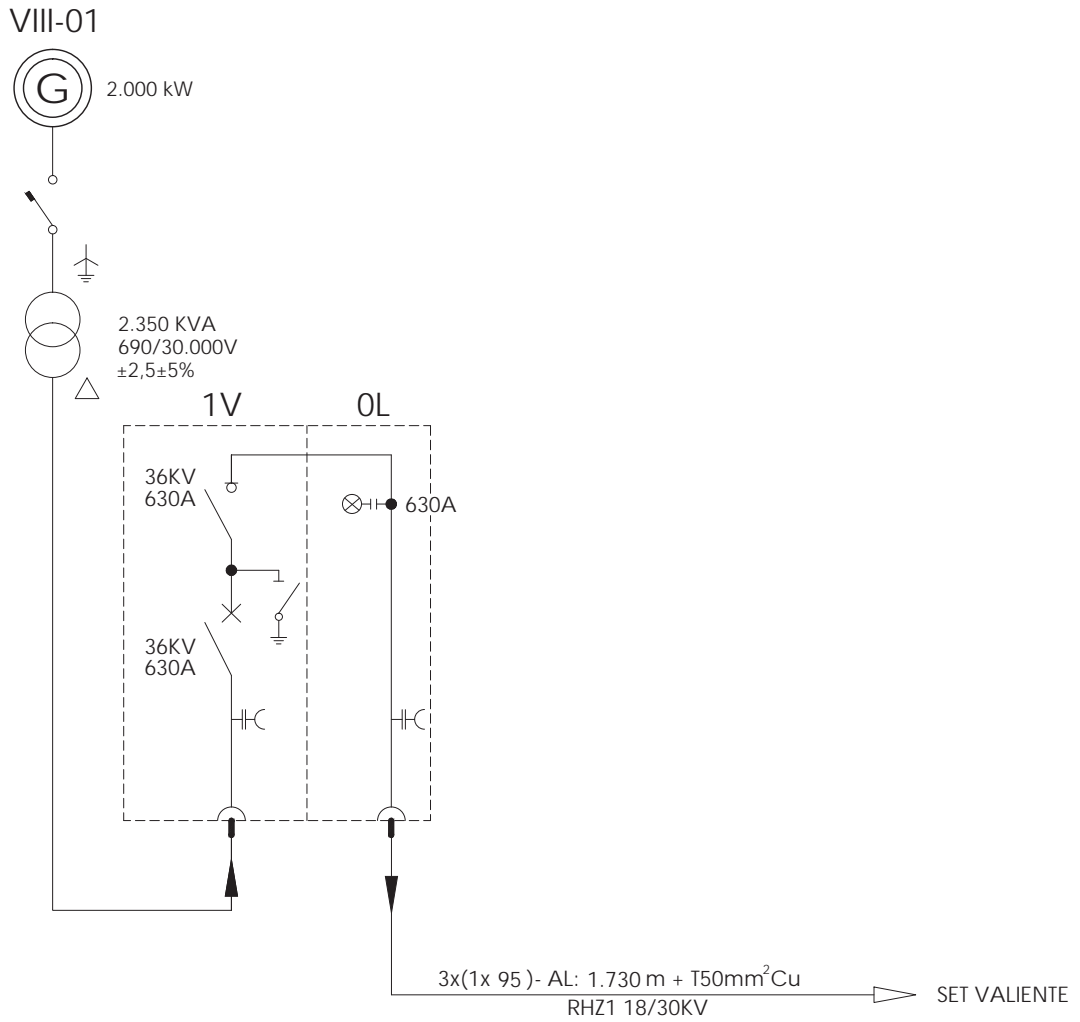 VIII-01
G
2.000 kW
2.350 KVA
690/30.000V
±2,5±5%
1V
0L
36KV
630A
630A
36KV
630A
3x(1x 95)- AL: 1.730 m + T50mm²Cu
RHZ1 18/30KV
SET VALIENTE